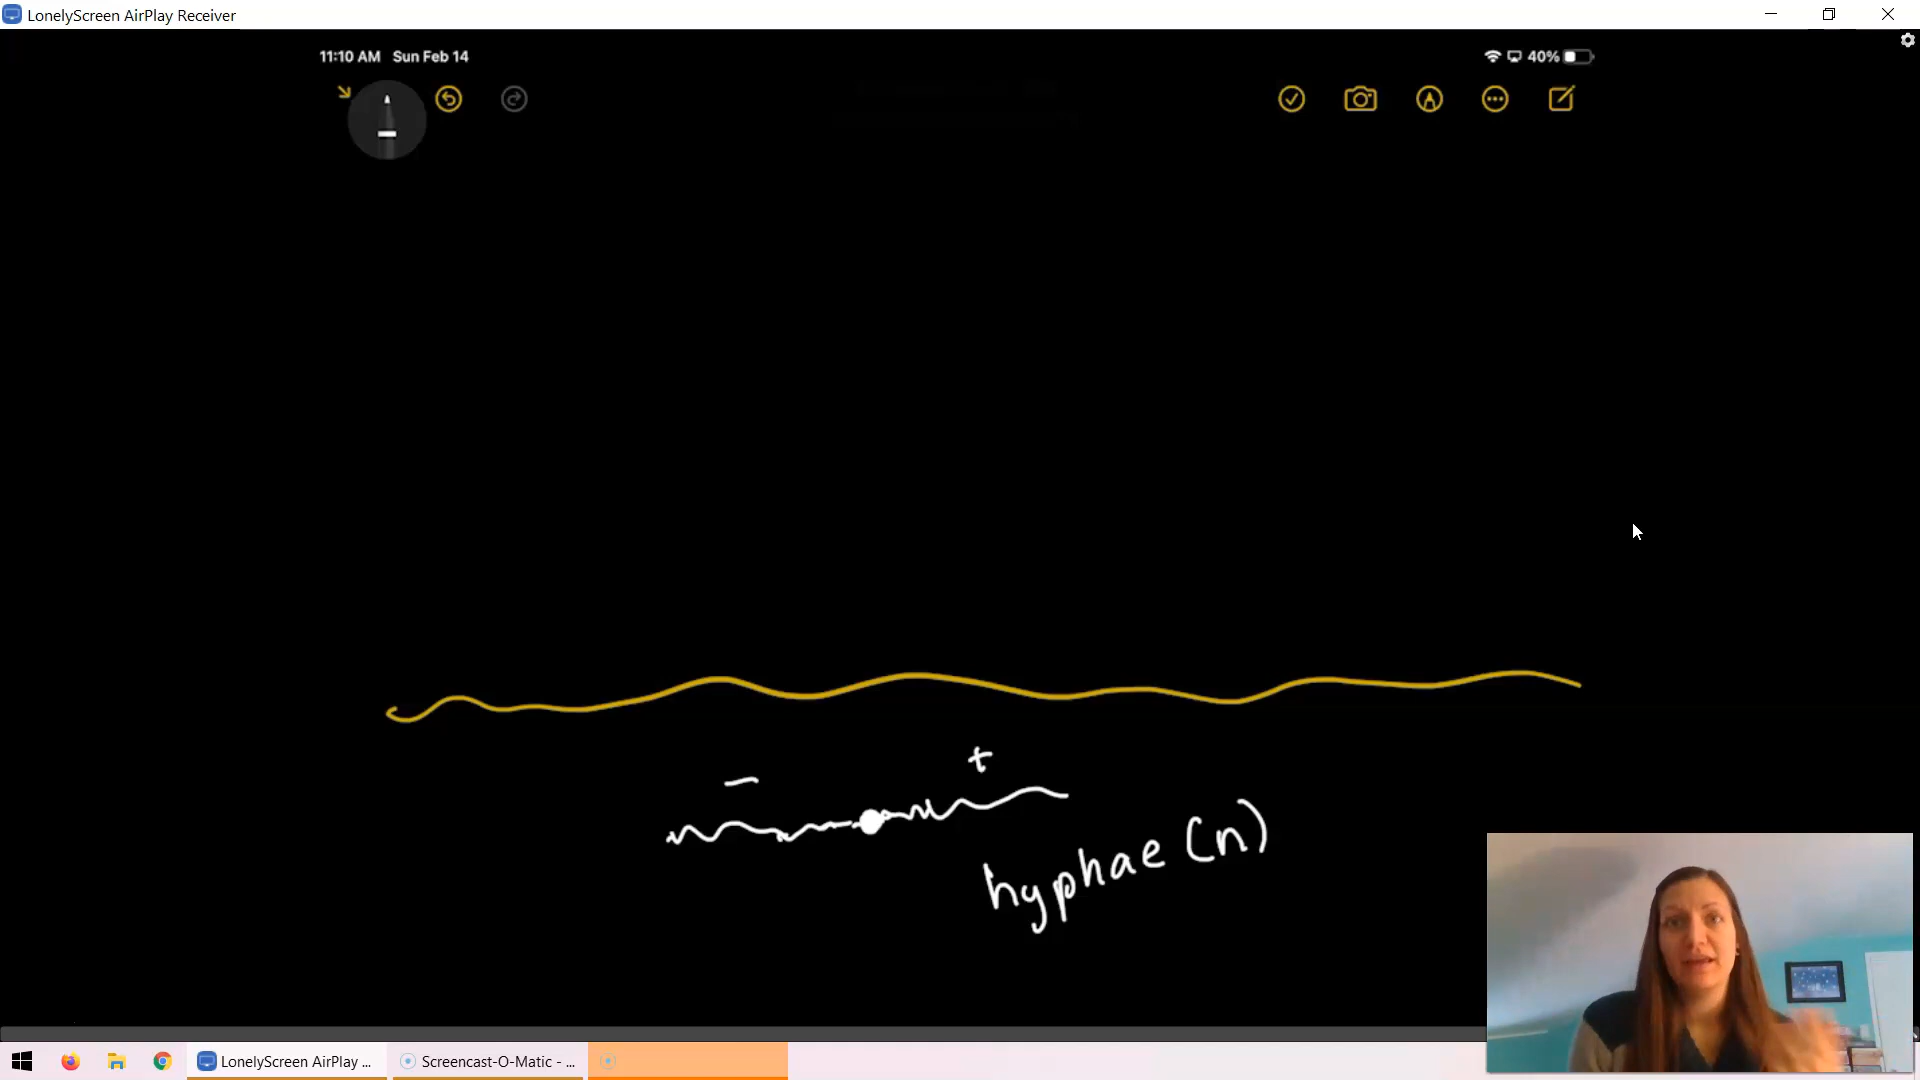 LonelyScreen AirPlay Receiver
11:10 AM Sun Feb 14
40%
− +
hyphae (n)
LonelyScreen AirPlay ...
Screencast-O-Matic - ...